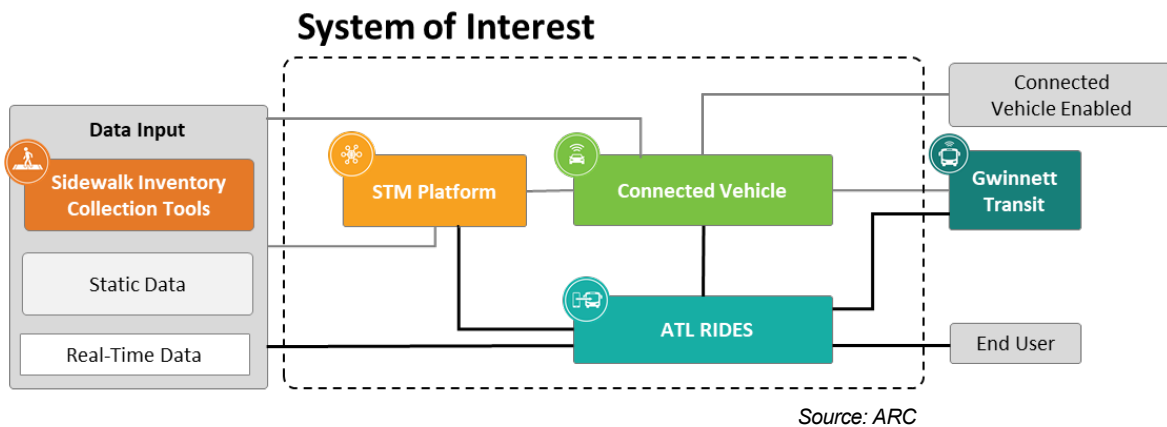 System of Interest
Data Input
Sidewalk Inventory
Collection Tools
Static Data
Real-Time Data
STM Platform
Connected Vehicle
ATL RIDES
Connected
Vehicle Enabled
Gwinnett
Transit
End User
Source: ARC